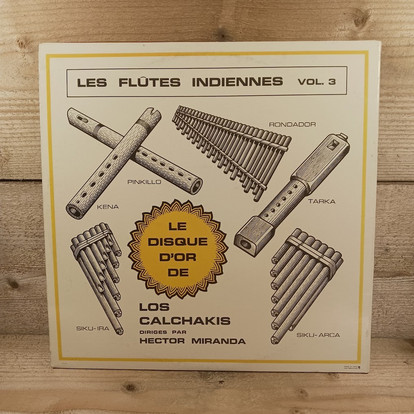 LES FLÛTES INDIENNES VOL. 3
RONDADOR
PINKILLO
KENA
TARKA
LE
DISQUE
D'OR
DE
LOS
CALCHAKIS
DIRIGES PAR
HECTOR MIRANDA
SIKU-IRA
SIKU-ARCA